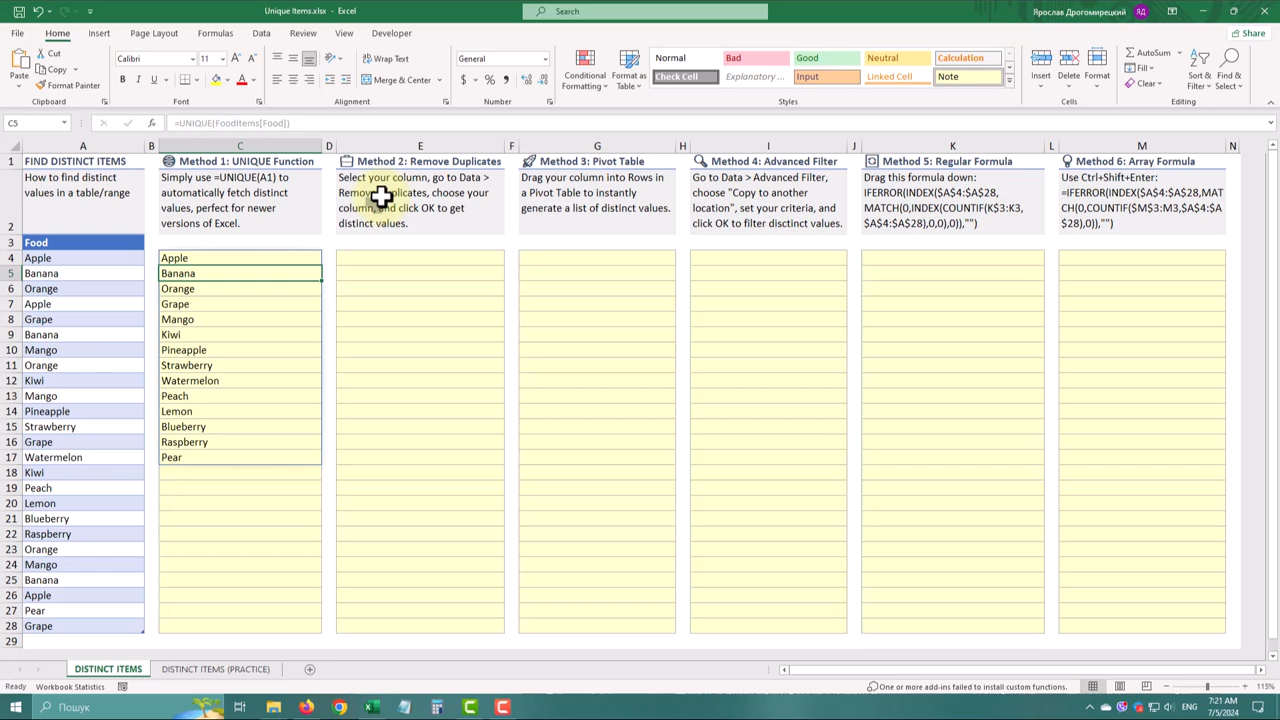 Unique Items.xlsx - Excel
Search
Ярослав Дрогомирецкий
ЯД
File Home Insert Page Layout Formulas Data Review View Developer
Share
Paste
Cut
Copy
Format Painter
Clipboard
Calibri 11
B I U
Font
Wrap Text
Merge & Center
Alignment
General
Number
Conditional Formatting
Format as Table
Normal Bad Good Neutral Calculation
Check Cell Explanatory ... Input Linked Cell Note
Styles
Insert Delete Format
Cells
AutoSum
Fill
Clear
Sort & Filter
Find & Select
Editing
C5 =UNIQUE(FoodItems[Food])
A B C D E F G H I J K L M N
1 FIND DISTINCT ITEMS Method 1: UNIQUE Function Method 2: Remove Duplicates Method 3: Pivot Table Method 4: Advanced Filter Method 5: Regular Formula Method 6: Array Formula
2
How to find distinct
values in a table/range
Simply use =UNIQUE(A1) to
automatically fetch distinct
values, perfect for newer
versions of Excel.
Select your column, go to Data >
Remove Duplicates, choose your
column, and click OK to get
distinct values.
Drag your column into Rows in
a Pivot Table to instantly
generate a list of distinct values.
Go to Data > Advanced Filter,
choose "Copy to another
location", set your criteria, and
click OK to filter discinct values.
Drag this formula down:
IFERROR(INDEX($A$4:$A$28,
MATCH(0,INDEX(COUNTIF(K$3:K3,
$A$4:$A$28),0,0),0)),"")
Use Ctrl+Shift+Enter:
=IFERROR(INDEX($A$4:$A$28,MAT
CH(0,COUNTIF($M$3:M3,$A$4:$A
$28),0)),"")
3 Food
4 Apple Apple
5 Banana Banana
6 Orange Orange
7 Apple Grape
8 Grape Mango
9 Banana Kiwi
10 Mango Pineapple
11 Orange Strawberry
12 Kiwi Watermelon
13 Mango Peach
14 Pineapple Lemon
15 Strawberry Blueberry
16 Grape Raspberry
17 Watermelon Pear
18 Kiwi
19 Peach
20 Lemon
21 Blueberry
22 Raspberry
23 Orange
24 Mango
25 Banana
26 Apple
27 Pear
28 Grape
29
DISTINCT ITEMS DISTINCT ITEMS (PRACTICE)
Ready Workbook Statistics
One or more add-ins failed to install custom functions.
115%
Пошук
ENG
7:21 AM
7/5/2024